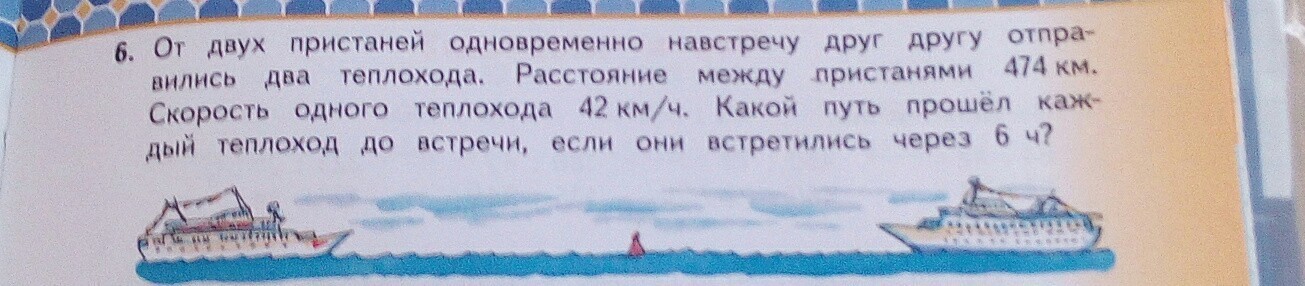 6. От двух пристаней одновременно навстречу друг другу отпра-
вились два теплохода. Расстояние между пристанями 474 км.
Скорость одного теплохода 42 км/ч. Какой путь прошёл каж-
дый теплоход до встречи, если они встретились через 6 ч?